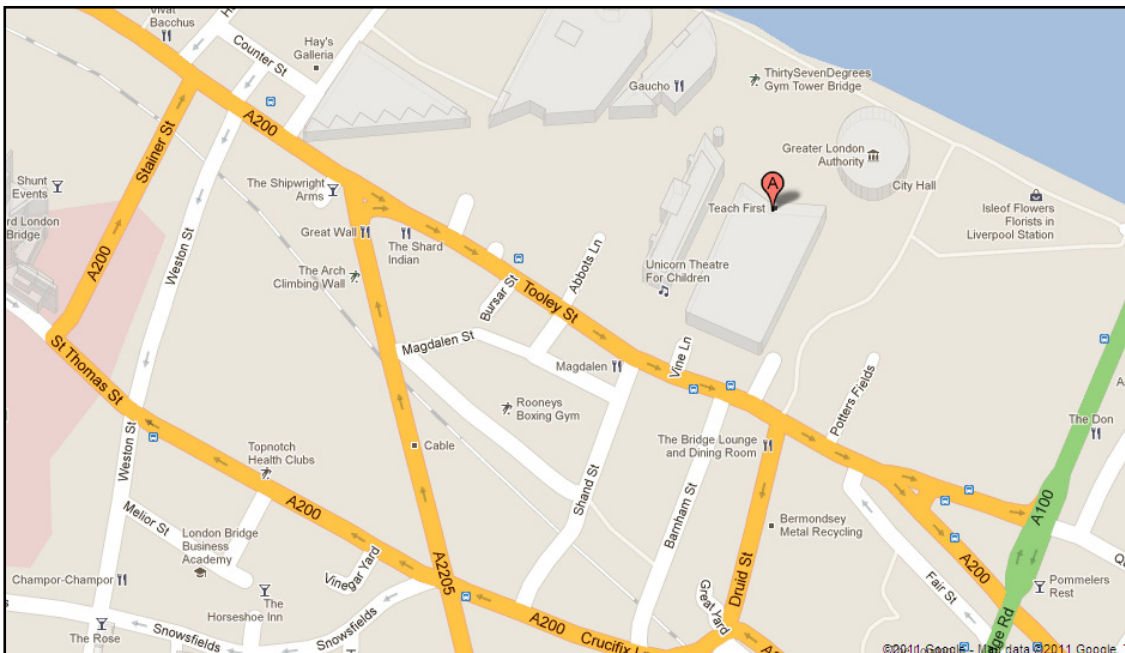 Vivat
Bacchus
Counter St
Hay's
Galleria
A200
Gaucho
ThirtySevenDegrees
Gym Tower Bridge
Greater London
Authority
City Hall
A
Teach First
Isleof Flowers
Florists in
Liverpool Station
Stainer St
Shunt
Events
rd London
Bridge
A200
Weston St
The Shipwright
Arms
Great Wall
The Shard
Indian
The Arch
Climbing Wall
Abbots Ln
Unicorn Theatre
For Children
Bursar St
Tooley St
St Thomas St
Magdalen St
Magdalen
Vine Ln
Rooneys
Boxing Gym
Potters Fields
The Don
Weston St
Topnotch
Health Clubs
Cable
The Bridge Lounge
and Dining Room
Shand St
Barnham St
A200
A100
Melior St
London Bridge
Business
Academy
Bermondsey
Metal Recycling
Druid St
A2205
Vinegar Yard
Champor-Champor
The
Horseshoe Inn
Great Yard
Fair St
A200
Pommelers
Rest
The Rose
Snowsfields
Snowsfields
A200
Crucifix L
A2
ge Rd
Qu
©2011 Google - Map data ©2011 Google